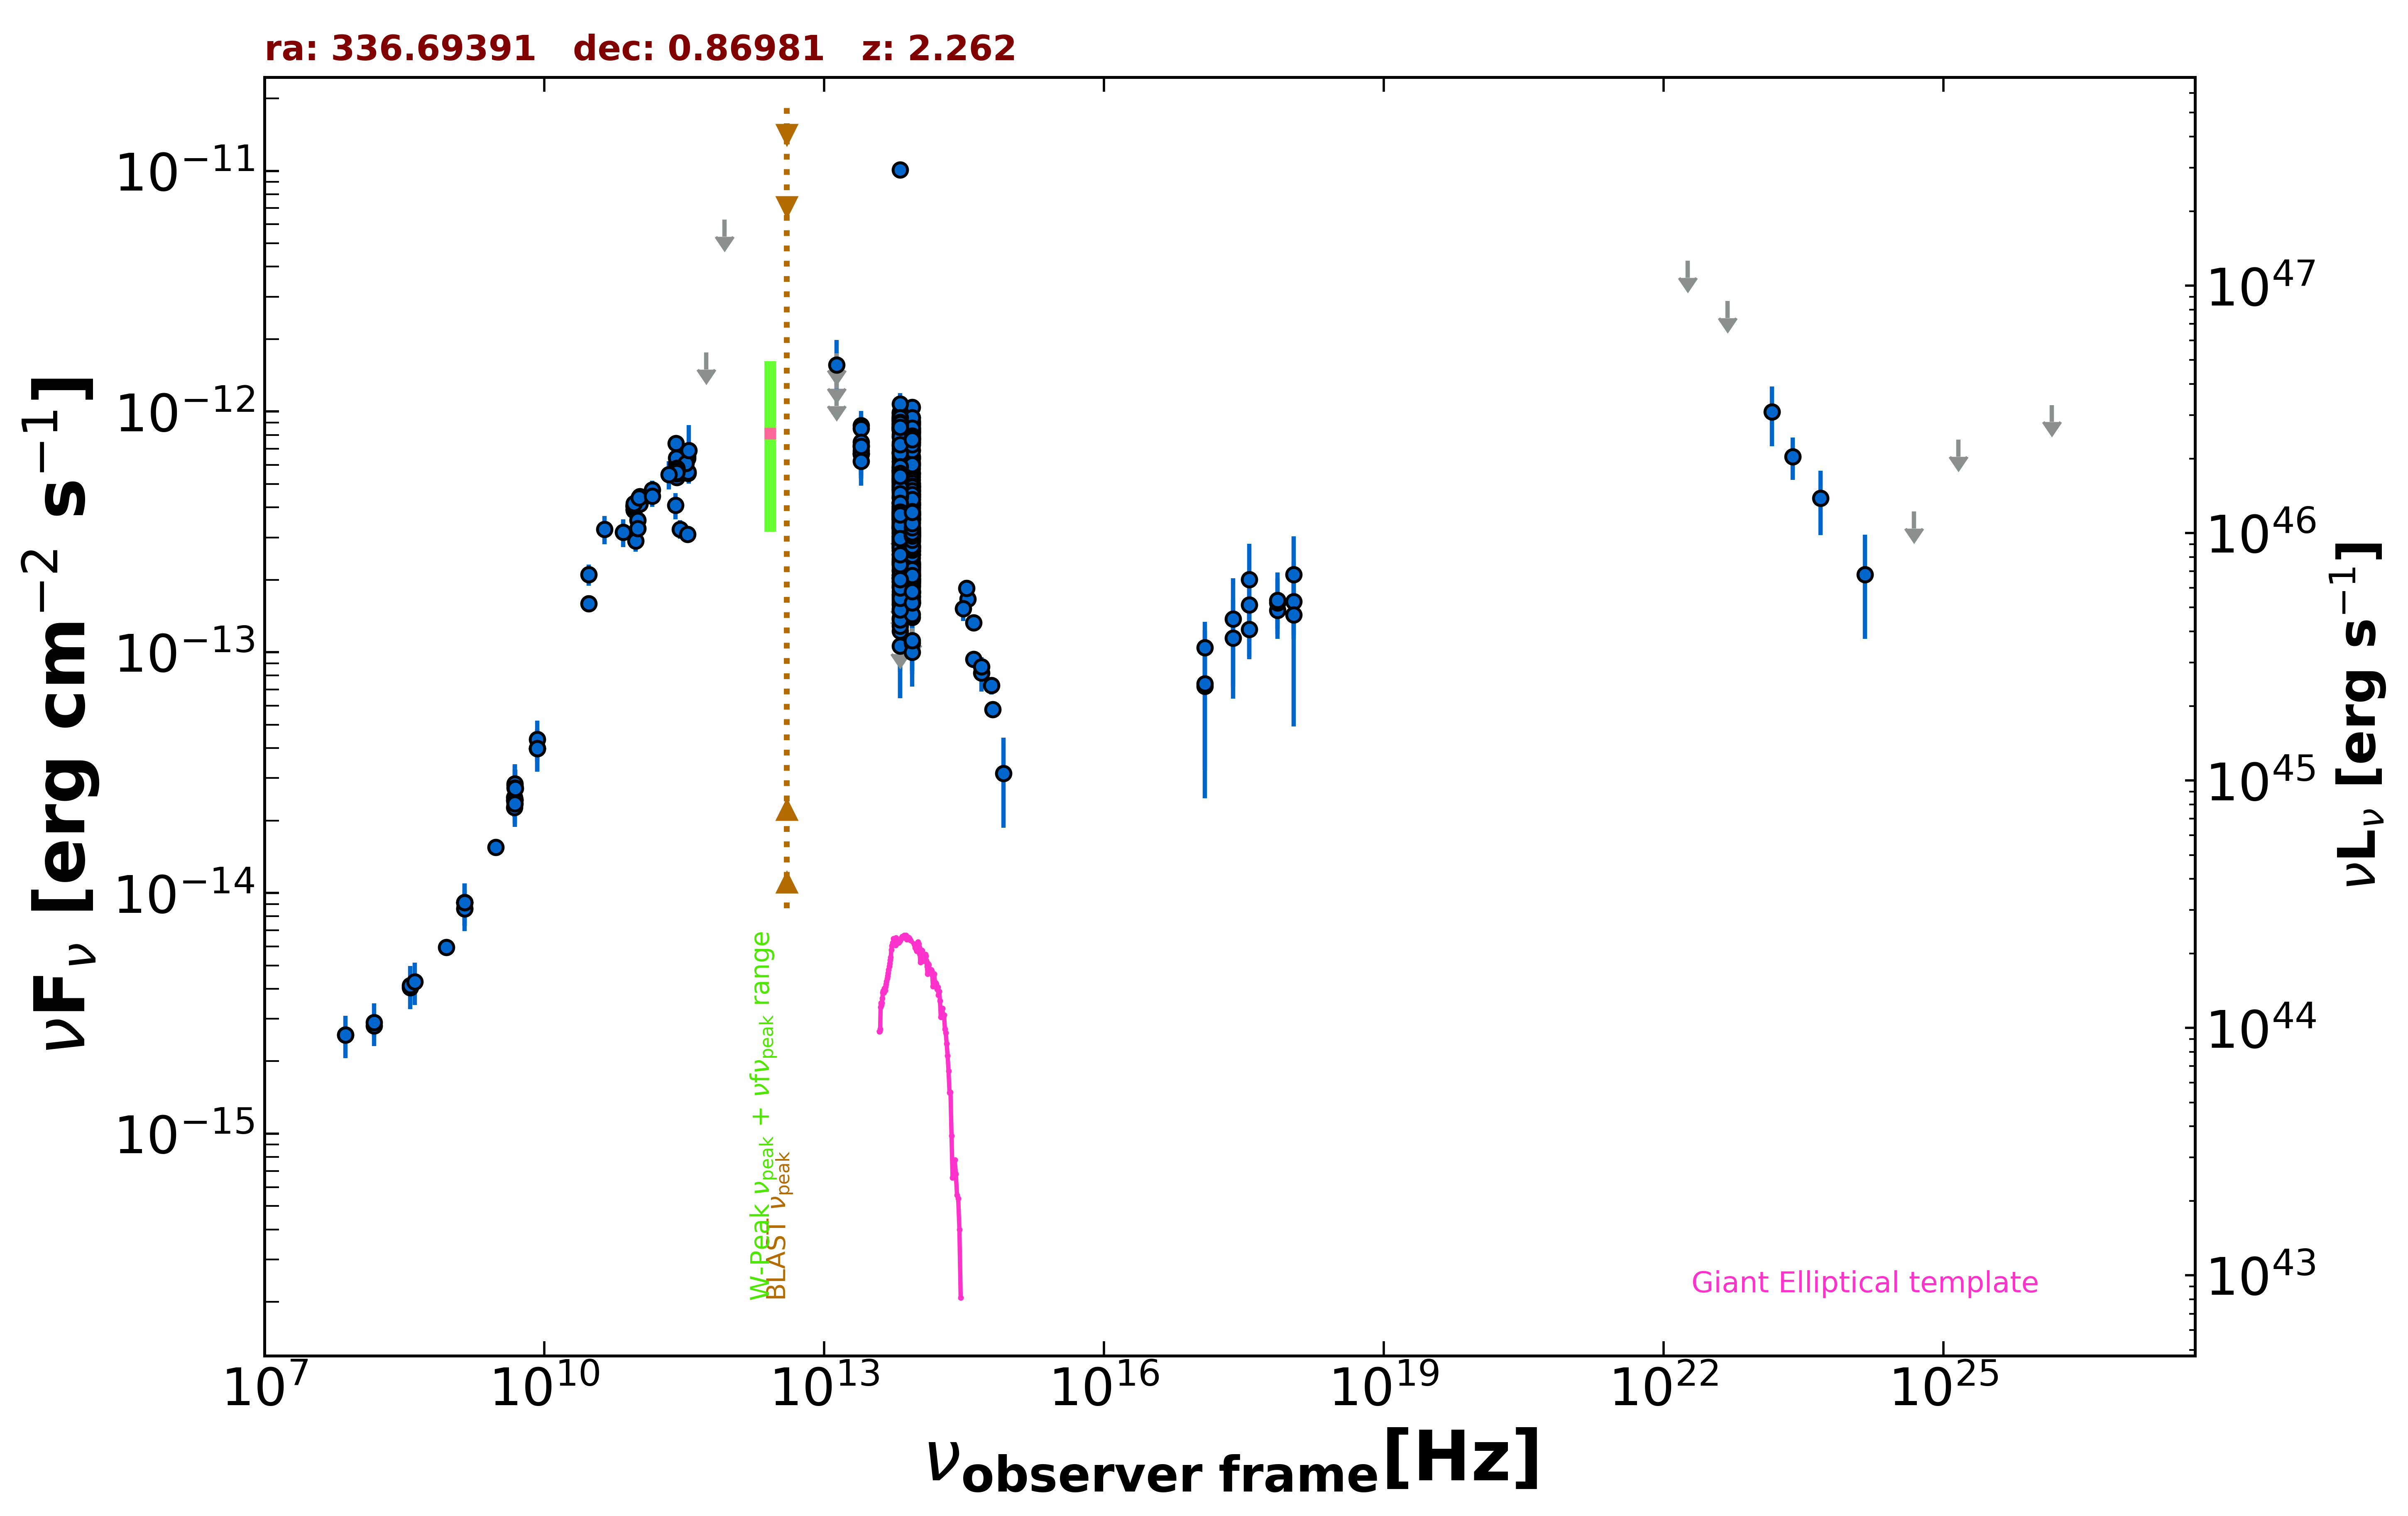 ra: 336.69391   dec: 0.86981   z: 2.262
νF_ν [erg cm^−2 s^−1]
10^−11
10^−12
10^−13
10^−14
10^−15
νL_ν [erg s^−1]
10^47
10^46
10^45
10^44
10^43
W-Peak ν_peak + νfν_peak range
BLAST ν_peak
Giant Elliptical template
10^7
10^10
10^13
10^16
10^19
10^22
10^25
ν_observer frame [Hz]